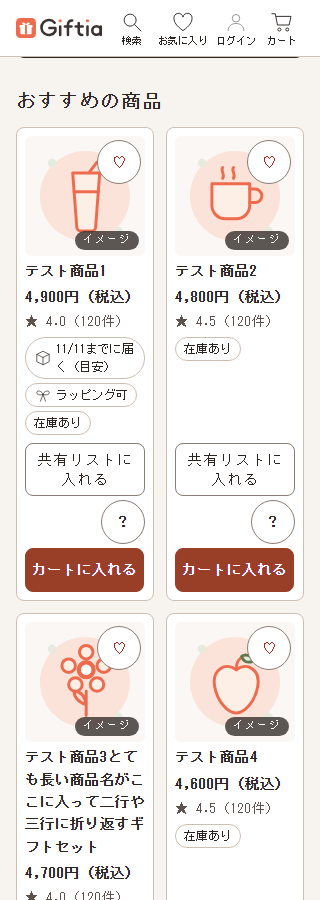 Giftia
検索
お気に入り
ログイン
カート
おすすめの商品
イメージ
テスト商品1
4,900円（税込）
★ 4.0（120件）
11/11までに届
く（目安）
ラッピング可
在庫あり
共有リストに
入れる
?
カートに入れる
イメージ
テスト商品2
4,800円（税込）
★ 4.5（120件）
在庫あり
共有リストに
入れる
?
カートに入れる
イメージ
テスト商品3とて
も長い商品名がこ
こに入って二行や
三行に折り返すギ
フトセット
4,700円（税込）
★ 4.0（120件）
イメージ
テスト商品4
4,600円（税込）
★ 4.5（120件）
在庫あり